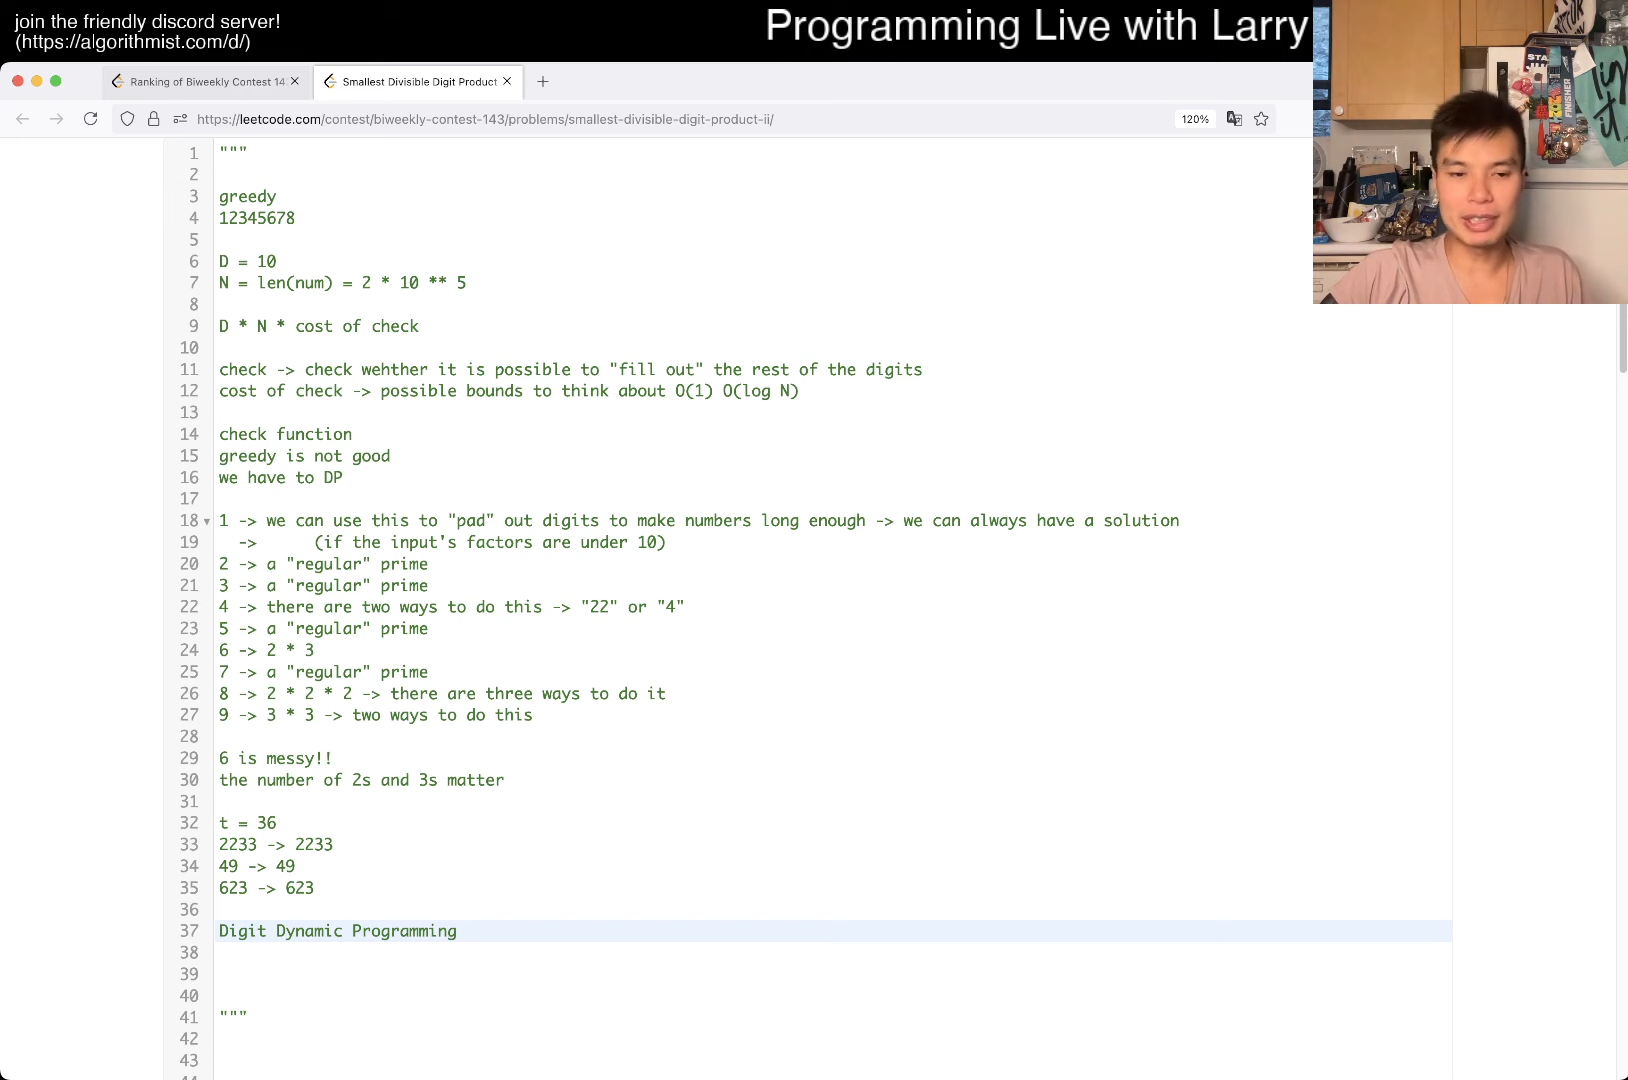 join the friendly discord server!
(https://algorithmist.com/d/)
Programming Live with Larry
Ranking of Biweekly Contest 14
Smallest Divisible Digit Product
https://leetcode.com/contest/biweekly-contest-143/problems/smallest-divisible-digit-product-ii/
120%
1 """
2
3 greedy
4 12345678
5
6 D = 10
7 N = len(num) = 2 * 10 ** 5
8
9 D * N * cost of check
10
11 check -> check wehther it is possible to "fill out" the rest of the digits
12 cost of check -> possible bounds to think about O(1) O(log N)
13
14 check function
15 greedy is not good
16 we have to DP
17
18 1 -> we can use this to "pad" out digits to make numbers long enough -> we can always have a solution
19 -> (if the input's factors are under 10)
20 2 -> a "regular" prime
21 3 -> a "regular" prime
22 4 -> there are two ways to do this -> "22" or "4"
23 5 -> a "regular" prime
24 6 -> 2 * 3
25 7 -> a "regular" prime
26 8 -> 2 * 2 * 2 -> there are three ways to do it
27 9 -> 3 * 3 -> two ways to do this
28
29 6 is messy!!
30 the number of 2s and 3s matter
31
32 t = 36
33 2233 -> 2233
34 49 -> 49
35 623 -> 623
36
37 Digit Dynamic Programming
38
39
40
41 """
42
43
FINISHER